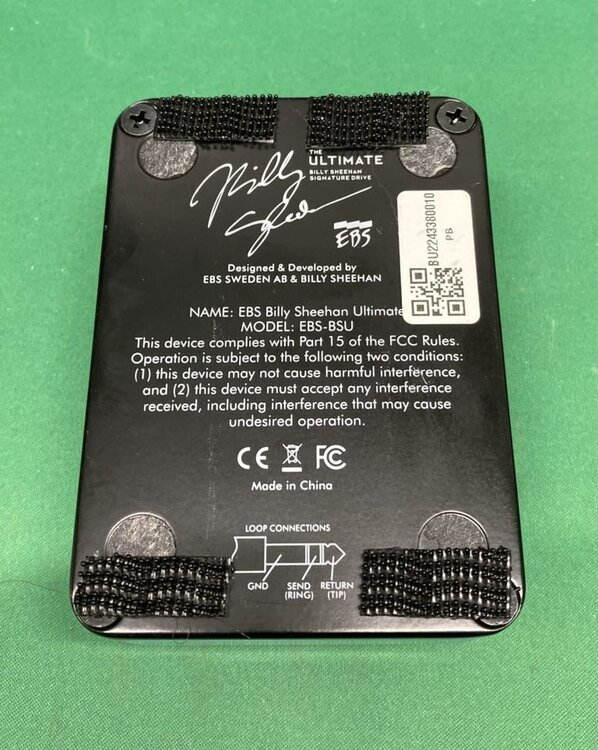 THE
ULTIMATE
BILLY SHEEHAN
SIGNATURE DRIVE
Billy
Sheehan
EBS
Designed & Developed by
EBS SWEDEN AB & BILLY SHEEHAN
BU2243380010
PB
NAME: EBS Billy Sheehan Ultimate
MODEL: EBS-BSU
This device complies with Part 15 of the FCC Rules.
Operation is subject to the following two conditions:
(1) this device may not cause harmful interference,
and (2) this device must accept any interference
received, including interference that may cause
undesired operation.
CE FC
Made in China
LOOP CONNECTIONS
GND SEND RETURN
(RING) (TIP)